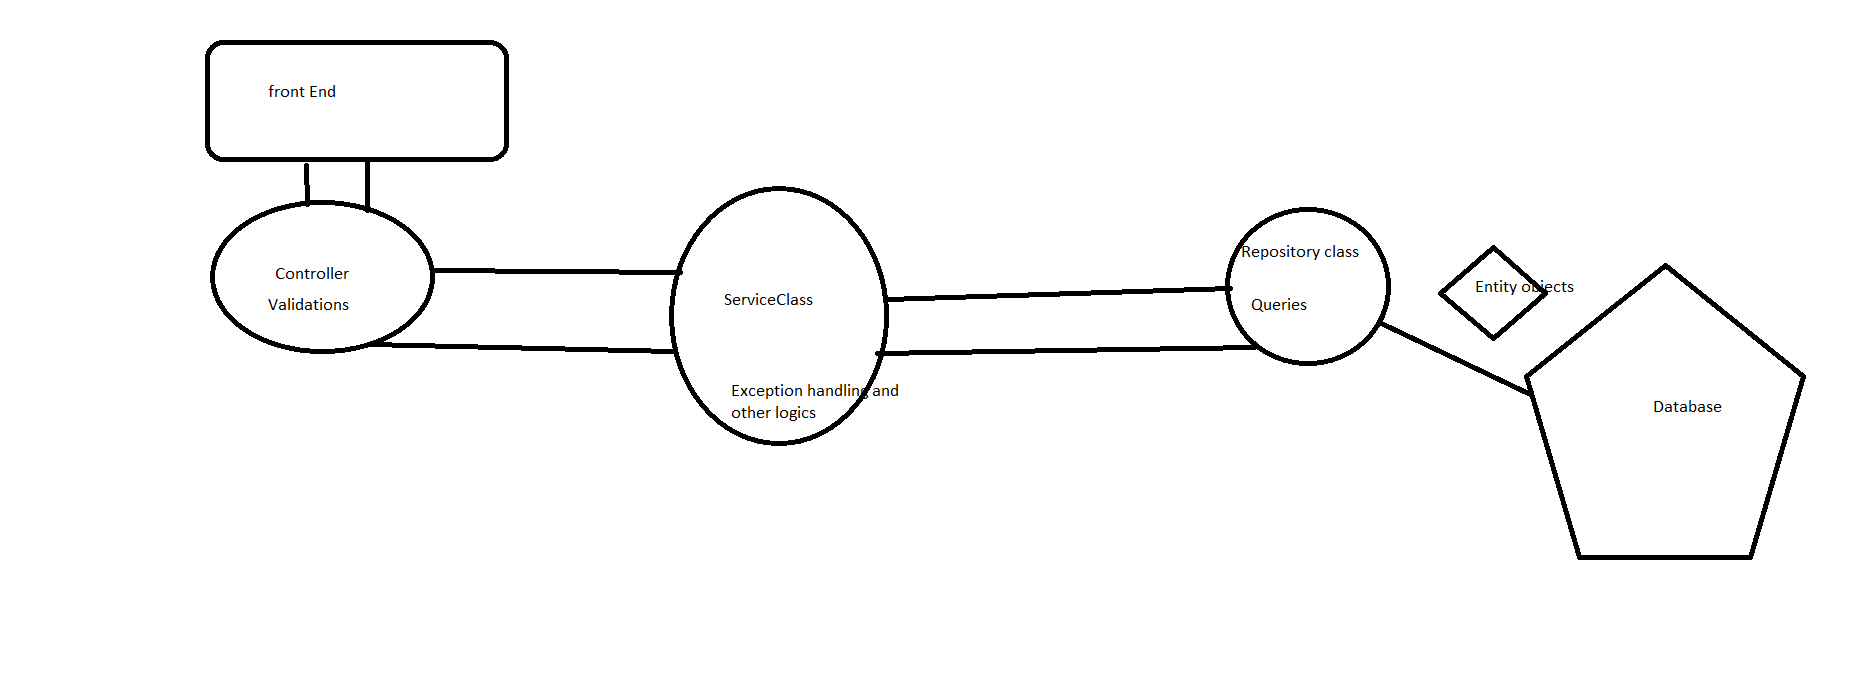 front End
Controller
Validations
ServiceClass
Exception handling and
other logics
Repository class
Queries
Entity objects
Database